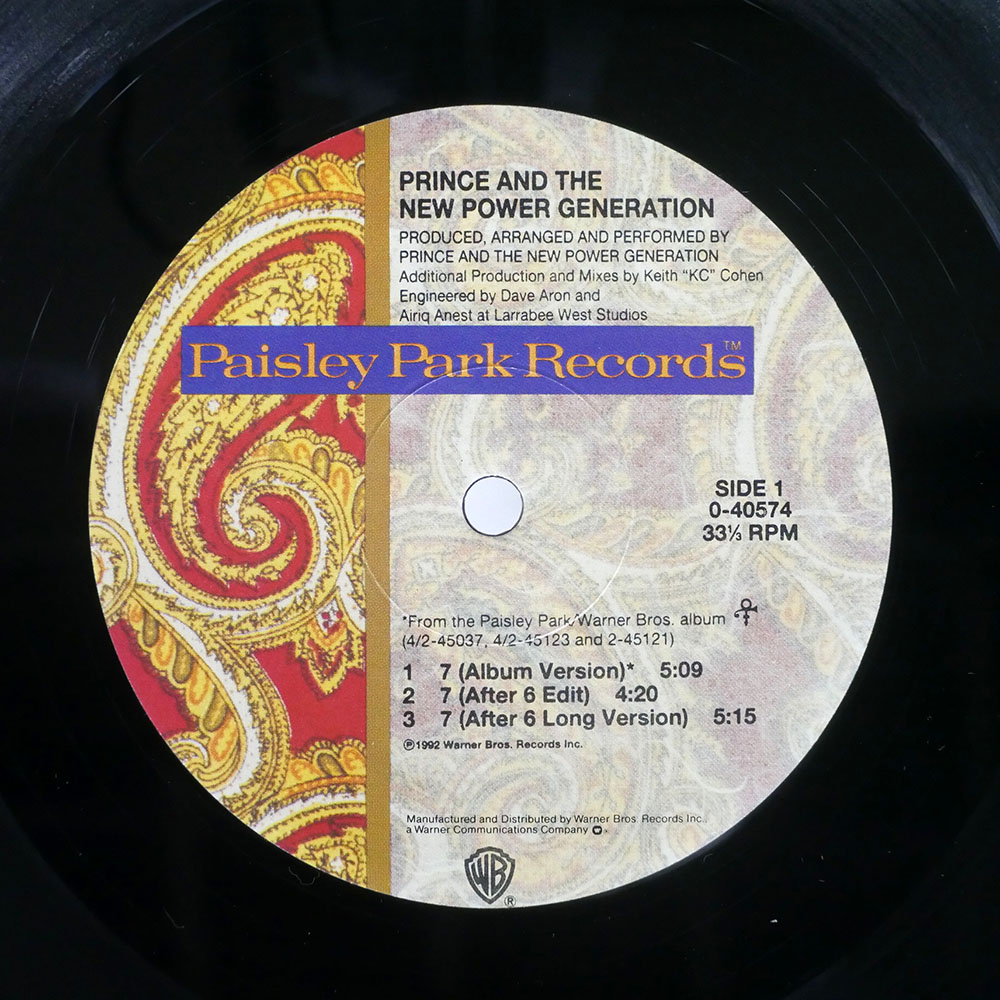 PRINCE AND THE
NEW POWER GENERATION
PRODUCED, ARRANGED AND PERFORMED BY
PRINCE AND THE NEW POWER GENERATION
Additional Production and Mixes by Keith "KC" Cohen
Engineered by Dave Aron and
Airiq Anest at Larrabee West Studios
Paisley Park Records™
SIDE 1
0-40574
33⅓ RPM
*From the Paisley Park/Warner Bros. album
(4/2-45037, 4/2-45123 and 2-45121)
1 7 (Album Version)* 5:09
2 7 (After 6 Edit) 4:20
3 7 (After 6 Long Version) 5:15
℗1992 Warner Bros. Records Inc.
Manufactured and Distributed by Warner Bros. Records Inc.,
a Warner Communications Company
WB
®